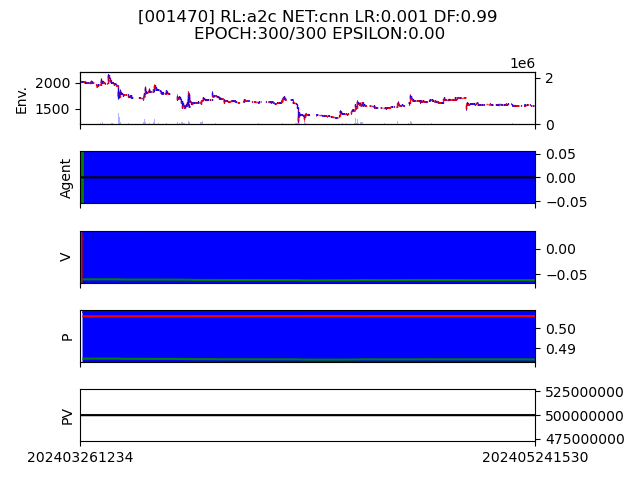 [001470] RL:a2c NET:cnn LR:0.001 DF:0.99
EPOCH:300/300 EPSILON:0.00
1e6
Env.
2000
1500
2
0
Agent
0.05
0.00
−0.05
V
0.00
−0.05
P
0.50
0.49
PV
525000000
500000000
475000000
202403261234
202405241530